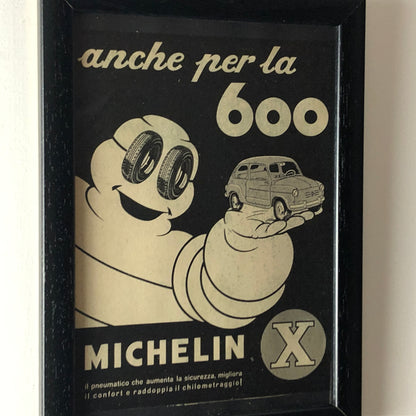 anche per la
600
MICHELIN
X
il pneumatico che aumenta la sicurezza, migliora
il confort e raddoppia il chilometraggio!